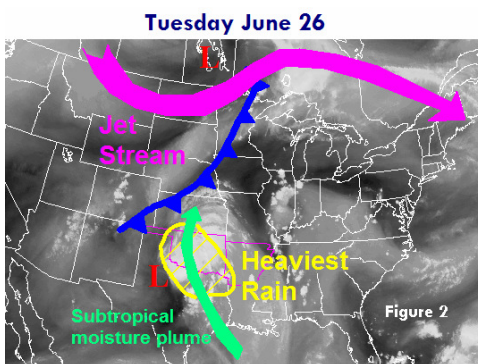 Tuesday June 26
L
Jet
Stream
L
Heaviest
Rain
Subtropical
moisture plume
Figure 2